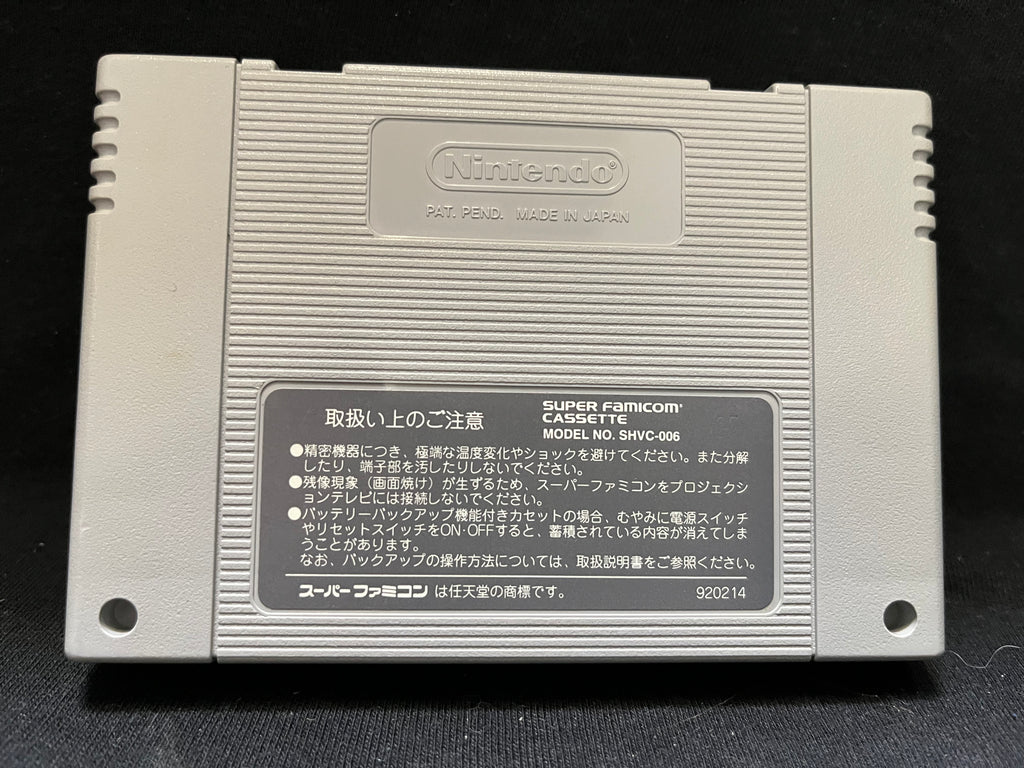 Nintendo®
PAT. PEND. MADE IN JAPAN
取扱い上のご注意
SUPER FAMICOM®
CASSETTE
MODEL NO. SHVC-006
●精密機器につき、極端な温度変化やショックを避けてください。また分解
したり、端子部を汚したりしないでください。
●残像現象（画面焼け）が生ずるため、スーパーファミコンをプロジェクシ
ョンテレビには接続しないでください。
●バッテリーバックアップ機能付きカセットの場合、むやみに電源スイッチ
やリセットスイッチをON·OFFすると、蓄積されている内容が消えてしま
うことがあります。
なお、バックアップの操作方法については、取扱説明書をご参照ください。
スーパーファミコン は任天堂の商標です。 920214